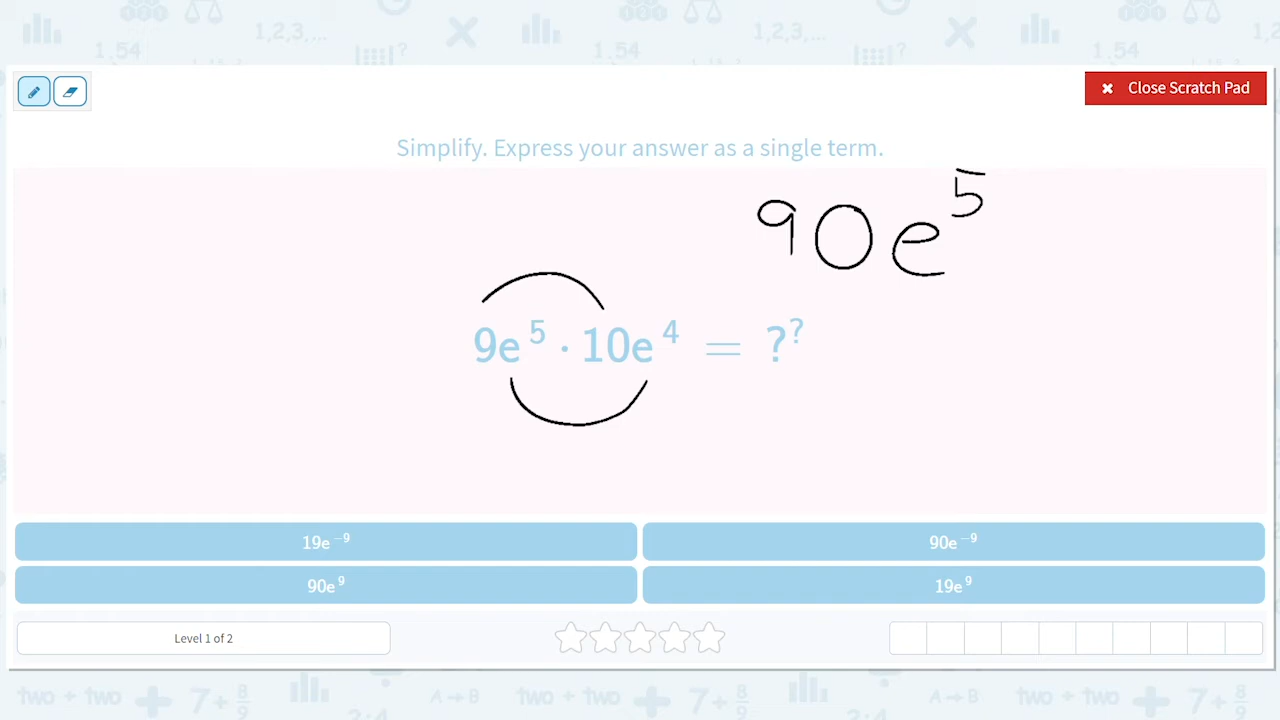 Close Scratch Pad
Simplify. Express your answer as a single term.
90e⁵
9e⁵ · 10e⁴ = ?^?
19e⁻⁹
90e⁻⁹
90e⁹
19e⁹
Level 1 of 2